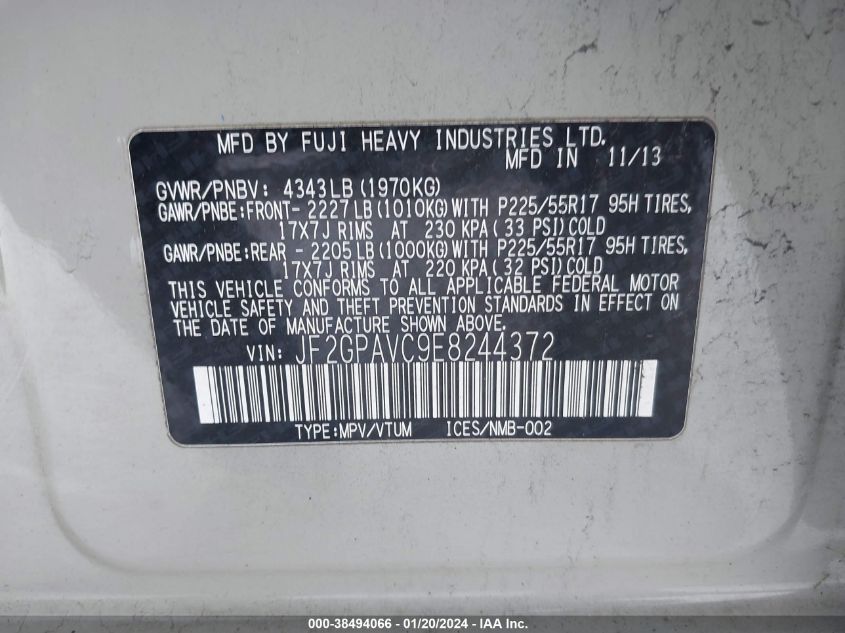 MFD BY FUJI HEAVY INDUSTRIES LTD.
MFD IN 11/13
GVWR/PNBV: 4343LB (1970KG)
GAWR/PNBE:FRONT- 2227LB (1010KG) WITH P225/55R17 95H TIRES,
17X7J RIMS AT 230 KPA ( 33 PSI) COLD
GAWR/PNBE:REAR - 2205LB (1000KG) WITH P225/55R17 95H TIRES,
17X7J RIMS AT 220 KPA ( 32 PSI) COLD
THIS VEHICLE CONFORMS TO ALL APPLICABLE FEDERAL MOTOR
VEHICLE SAFETY AND THEFT PREVENTION STANDARDS IN EFFECT ON
THE DATE OF MANUFACTURE SHOWN ABOVE.
VIN: JF2GPAVC9E8244372
TYPE:MPV/VTUM ICES/NMB-002
000-38494066 - 01/20/2024 - IAA Inc.